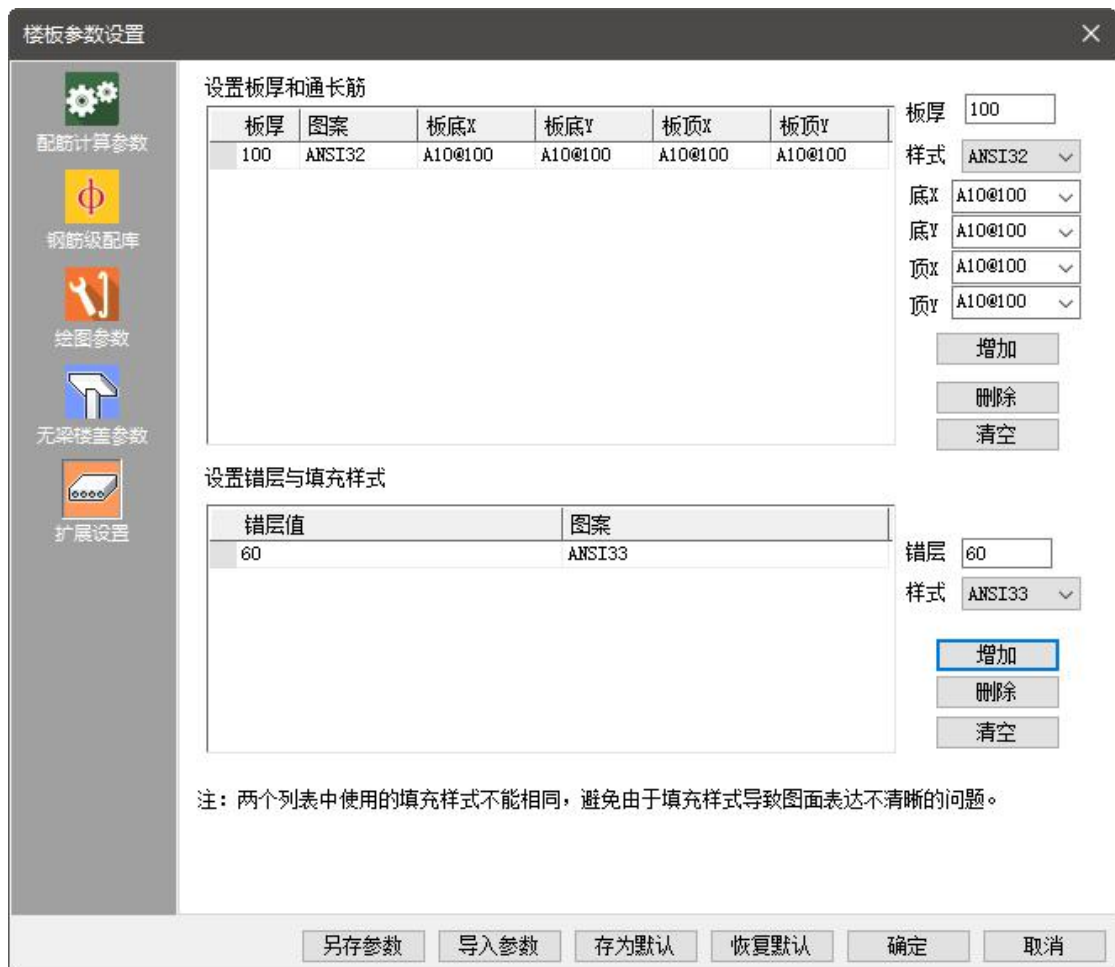 楼板参数设置
配筋计算参数
钢筋级配库
绘图参数
无梁楼盖参数
扩展设置
设置板厚和通长筋
板厚 图案 板底X 板底Y 板顶X 板顶Y
100 ANSI32 A10@100 A10@100 A10@100 A10@100
板厚 100
样式 ANSI32
底X A10@100
底Y A10@100
顶X A10@100
顶Y A10@100
增加
删除
清空
设置错层与填充样式
错层值 图案
60 ANSI33
错层 60
样式 ANSI33
增加
删除
清空
注：两个列表中使用的填充样式不能相同，避免由于填充样式导致图面表达不清晰的问题。
另存参数 导入参数 存为默认 恢复默认 确定 取消